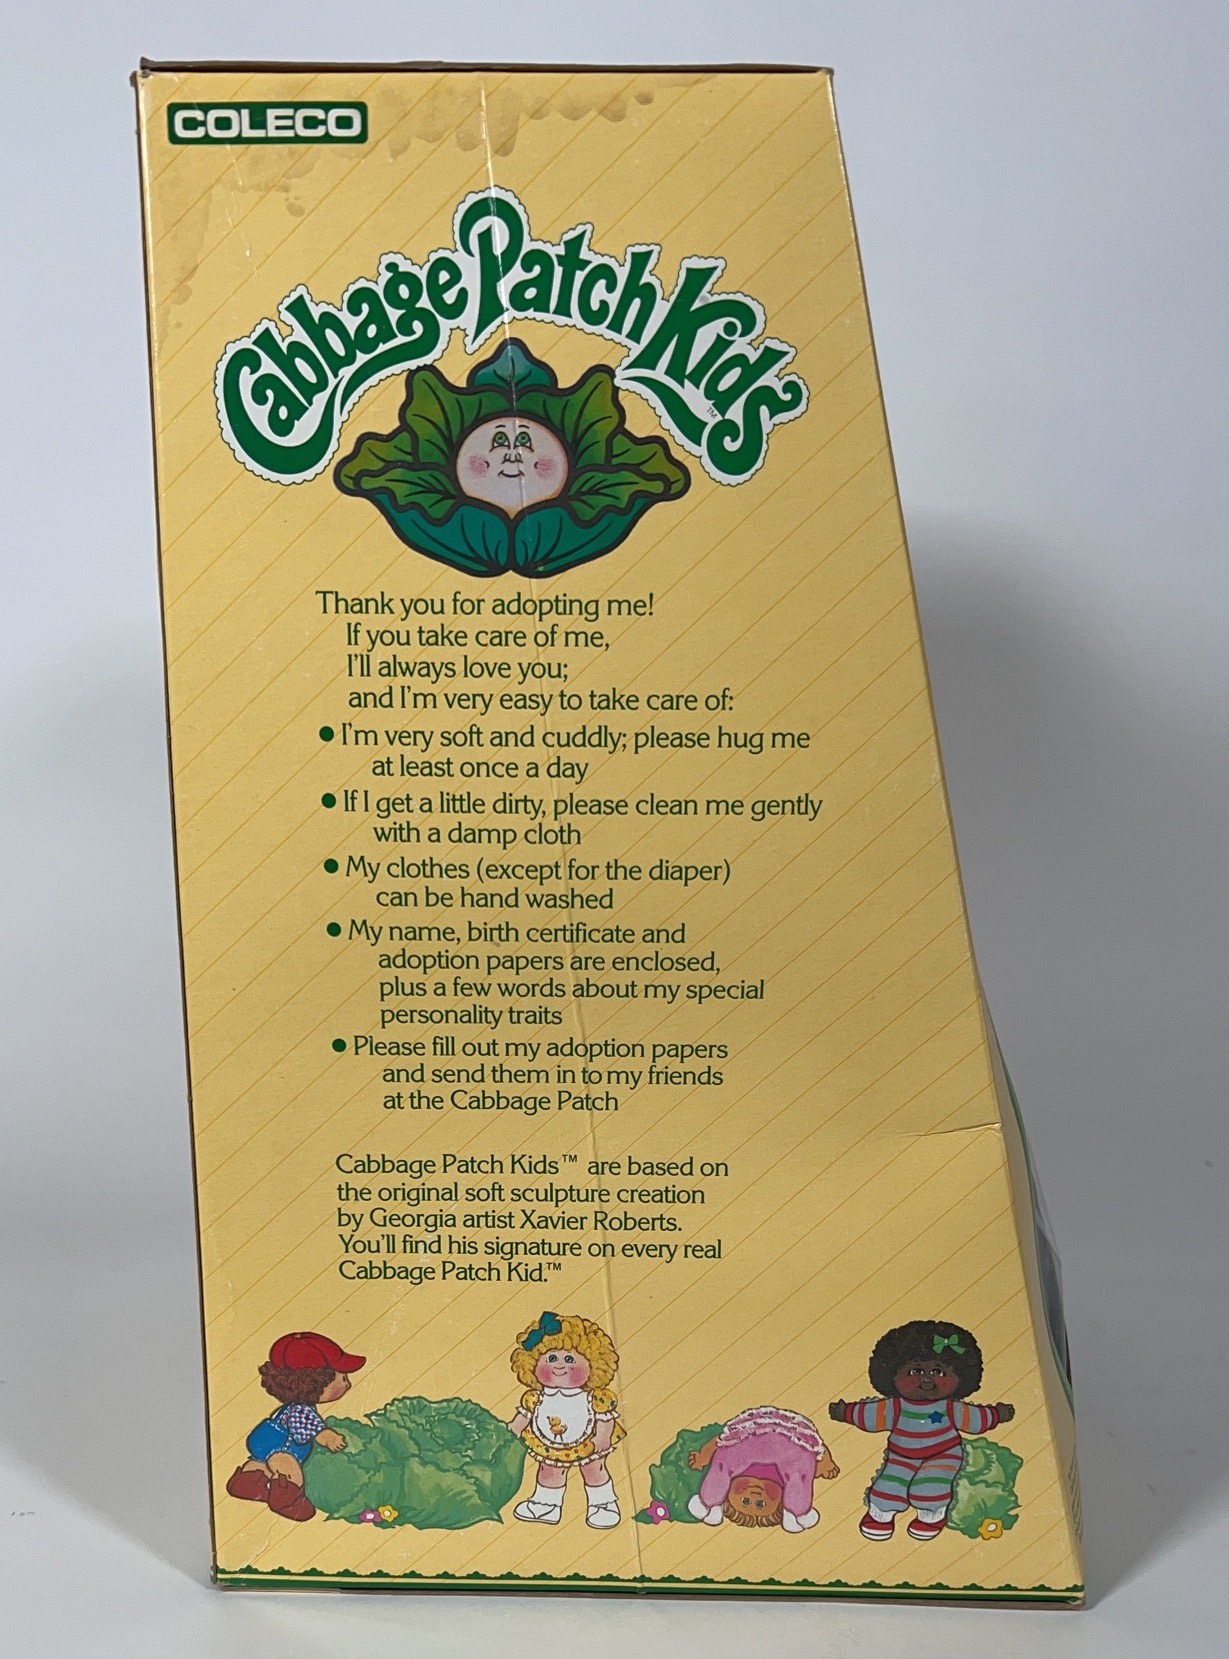 COLECO
Cabbage Patch Kids™
Thank you for adopting me!
If you take care of me,
I'll always love you;
and I'm very easy to take care of:
● I'm very soft and cuddly; please hug me
at least once a day
● If I get a little dirty, please clean me gently
with a damp cloth
● My clothes (except for the diaper)
can be hand washed
● My name, birth certificate and
adoption papers are enclosed,
plus a few words about my special
personality traits
● Please fill out my adoption papers
and send them in to my friends
at the Cabbage Patch
Cabbage Patch Kids™ are based on
the original soft sculpture creation
by Georgia artist Xavier Roberts.
You'll find his signature on every real
Cabbage Patch Kid.™